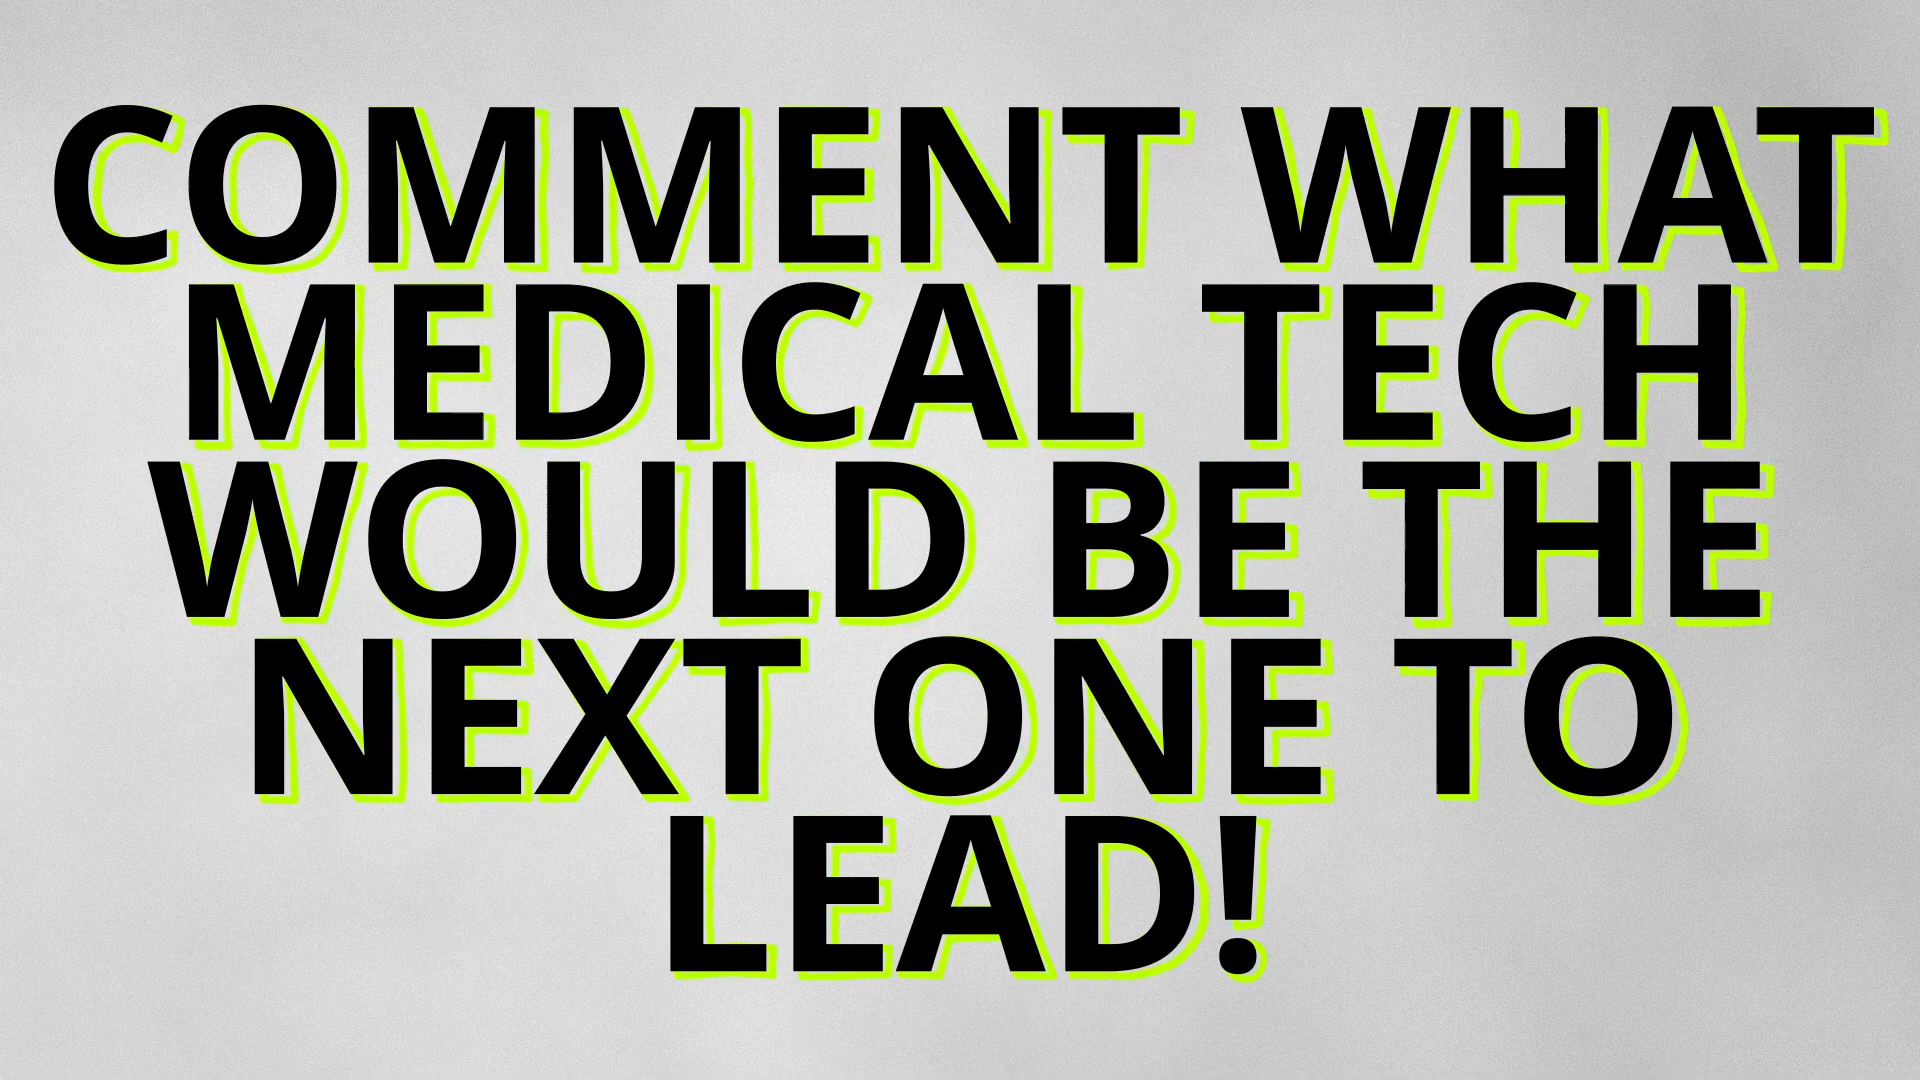 COMMENT WHAT
MEDICAL TECH
WOULD BE THE
NEXT ONE TO
LEAD!